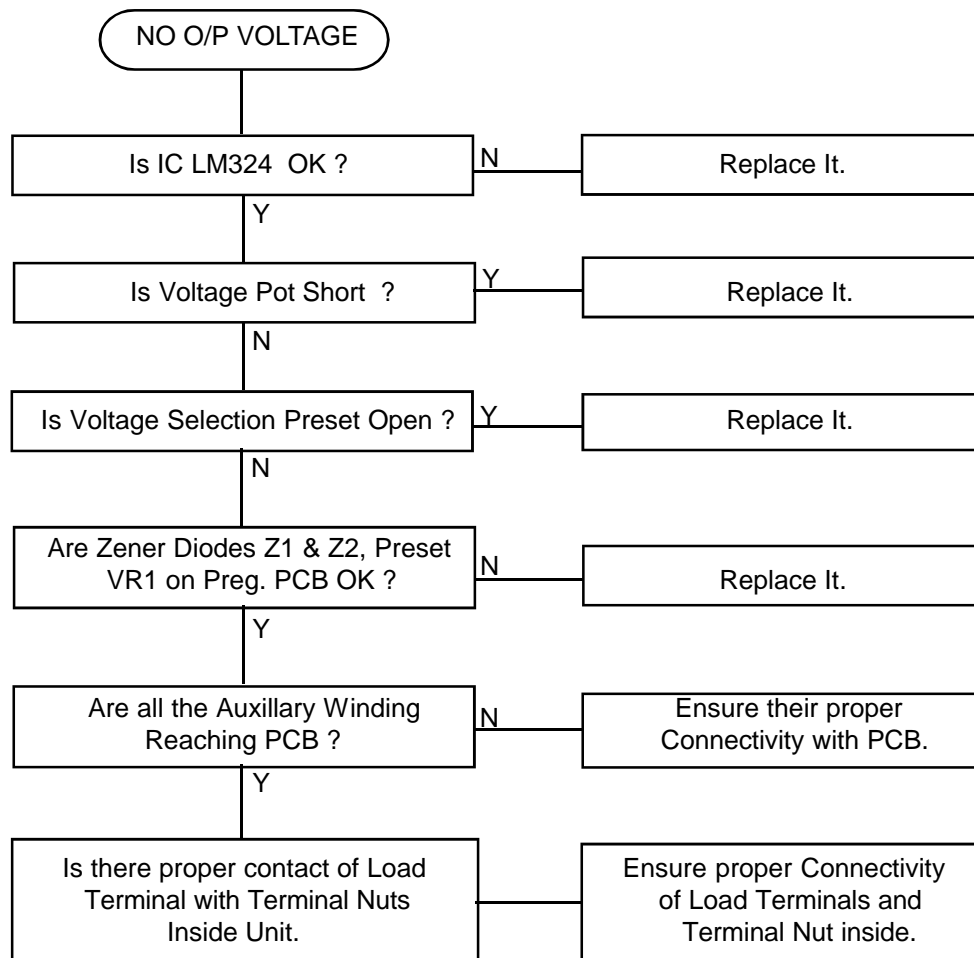 NO O/P VOLTAGE
Is IC LM324 OK ?
N
Replace It.
Y
Is Voltage Pot Short ?
Y
Replace It.
N
Is Voltage Selection Preset Open ?
Y
Replace It.
N
Are Zener Diodes Z1 & Z2, Preset
VR1 on Preg. PCB OK ?
N
Replace It.
Y
Are all the Auxillary Winding
Reaching PCB ?
N
Ensure their proper
Connectivity with PCB.
Y
Is there proper contact of Load
Terminal with Terminal Nuts
Inside Unit.
Ensure proper Connectivity
of Load Terminals and
Terminal Nut inside.